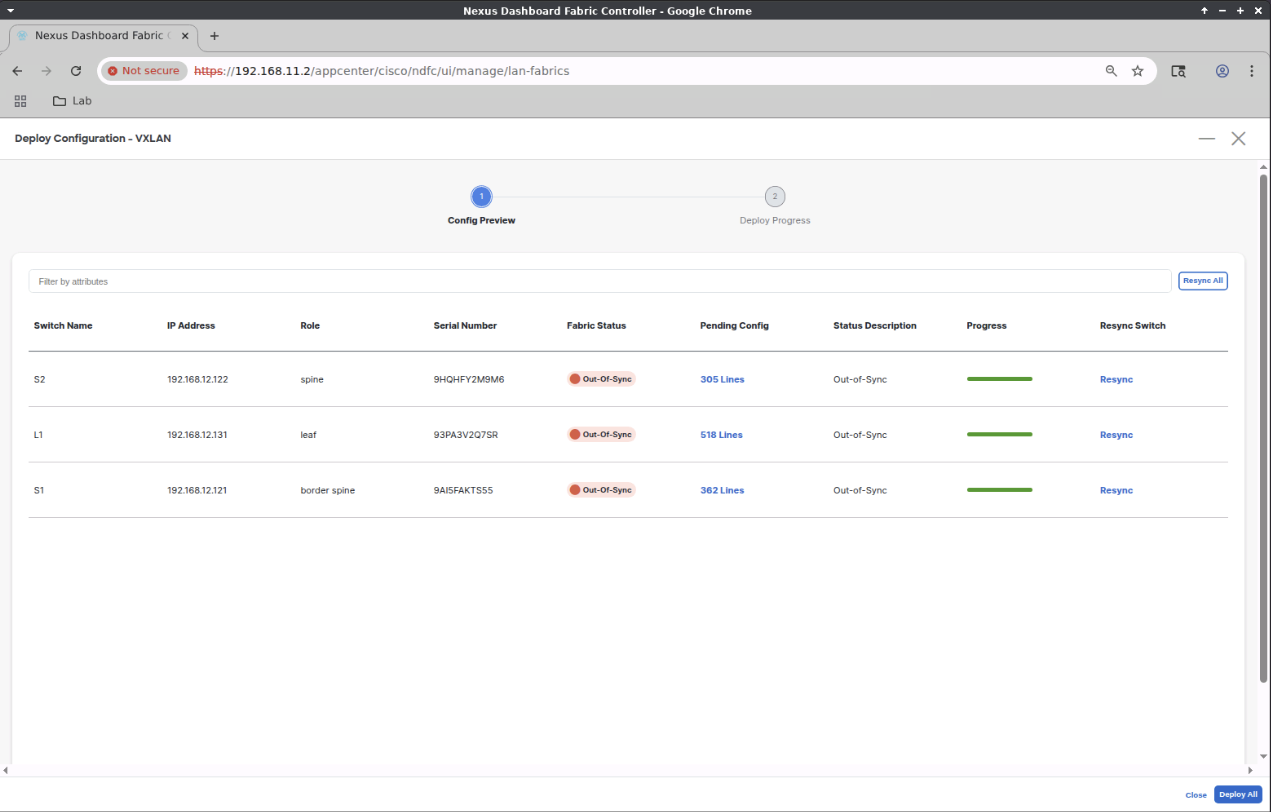 Nexus Dashboard Fabric Controller - Google Chrome
Nexus Dashboard Fabric
Not secure https://192.168.11.2/appcenter/cisco/ndfc/ui/manage/lan-fabrics
Lab
Deploy Configuration - VXLAN
1 2
Config Preview Deploy Progress
Filter by attributes Resync All
Switch Name IP Address Role Serial Number Fabric Status Pending Config Status Description Progress Resync Switch
S2 192.168.12.122 spine 9HQHFY2M9M6 Out-Of-Sync 305 Lines Out-of-Sync Resync
L1 192.168.12.131 leaf 93PA3V2Q7SR Out-Of-Sync 518 Lines Out-of-Sync Resync
S1 192.168.12.121 border spine 9AI5FAKTS55 Out-Of-Sync 362 Lines Out-of-Sync Resync
Close Deploy All